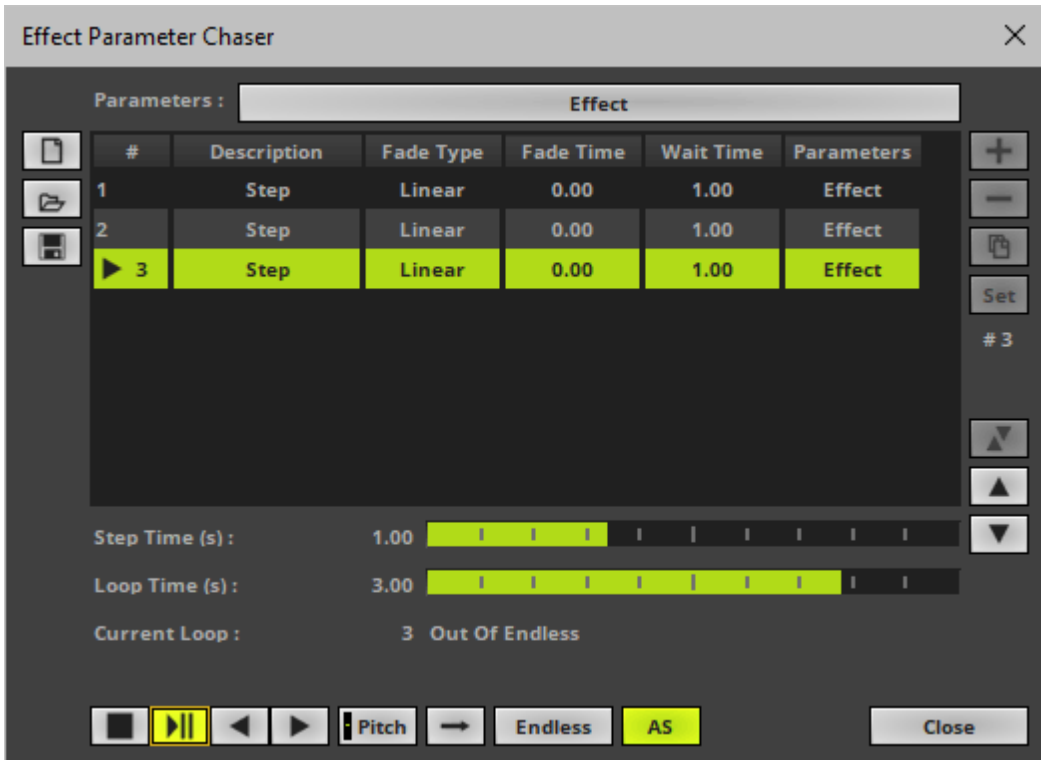 Effect Parameter Chaser
Parameters : Effect
# Description Fade Type Fade Time Wait Time Parameters
1 Step Linear 0.00 1.00 Effect
2 Step Linear 0.00 1.00 Effect
3 Step Linear 0.00 1.00 Effect
Set
# 3
Step Time (s) : 1.00
Loop Time (s) : 3.00
Current Loop : 3 Out Of Endless
Pitch Endless AS Close